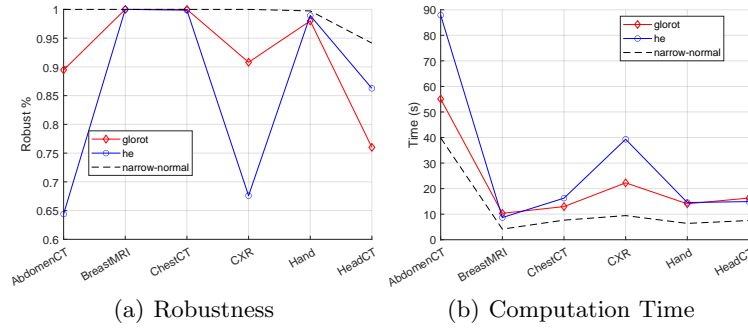 1
0.95
0.9
0.85
0.8
0.75
0.7
0.65
0.6
Robust %
glorot
he
narrow-normal
AbdomenCT
BreastMRI
ChestCT
CXR
Hand
HeadCT
(a) Robustness
90
80
70
60
50
40
30
20
10
0
Time (s)
glorot
he
narrow-normal
AbdomenCT
BreastMRI
ChestCT
CXR
Hand
HeadCT
(b) Computation Time